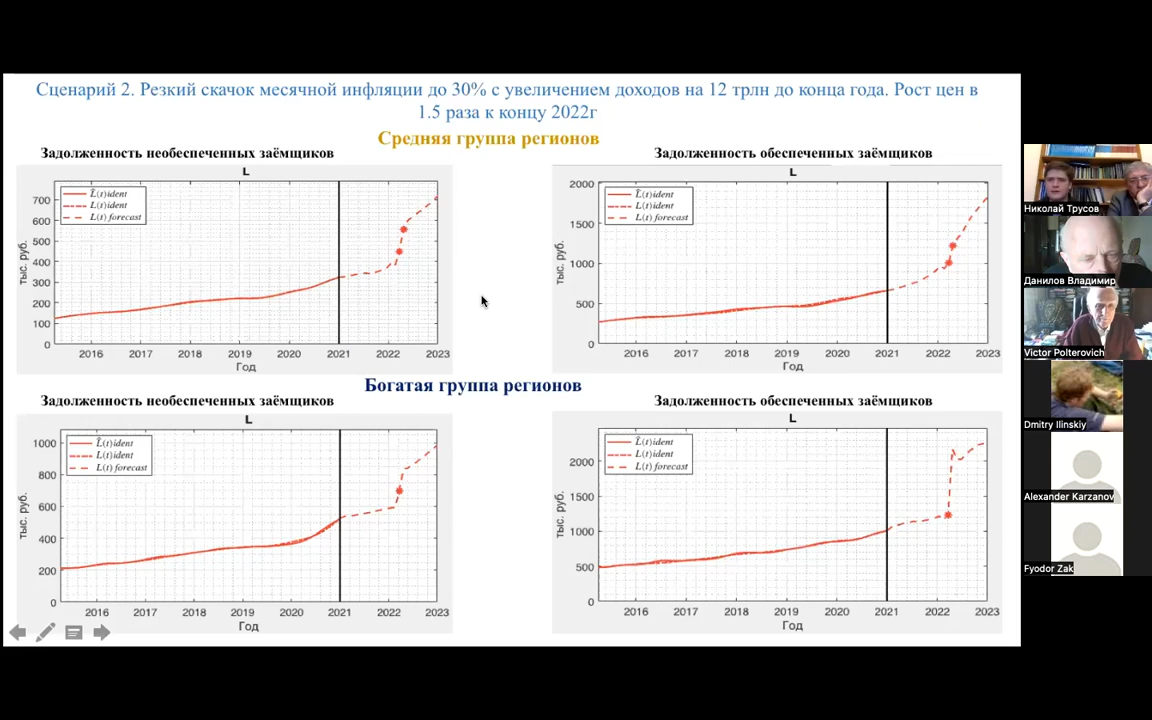 Сценарий 2. Резкий скачок месячной инфляции до 30% с увеличением доходов на 12 трлн до конца года. Рост цен в
1.5 раза к концу 2022г
Средняя группа регионов
Задолженность необеспеченных заёмщиков
L
L̂(t)ident
L(t)ident
L(t) forecast
тыс. руб.
700
600
500
400
300
200
100
0
2016 2017 2018 2019 2020 2021 2022 2023
Год
Задолженность обеспеченных заёмщиков
L
L̂(t)ident
L(t)ident
L(t) forecast
тыс. руб.
2000
1500
1000
500
0
2016 2017 2018 2019 2020 2021 2022 2023
Год
Богатая группа регионов
Задолженность необеспеченных заёмщиков
L
L̂(t)ident
L(t)ident
L(t) forecast
тыс. руб.
1000
800
600
400
200
0
2016 2017 2018 2019 2020 2021 2022 2023
Год
Задолженность обеспеченных заёмщиков
L
L̂(t)ident
L(t)ident
L(t) forecast
тыс. руб.
2000
1500
1000
500
0
2016 2017 2018 2019 2020 2021 2022 2023
Год
Николай Трусов
Данилов Владимир
Victor Polterovich
Dmitry Ilinskiy
Alexander Karzanov
Fyodor Zak